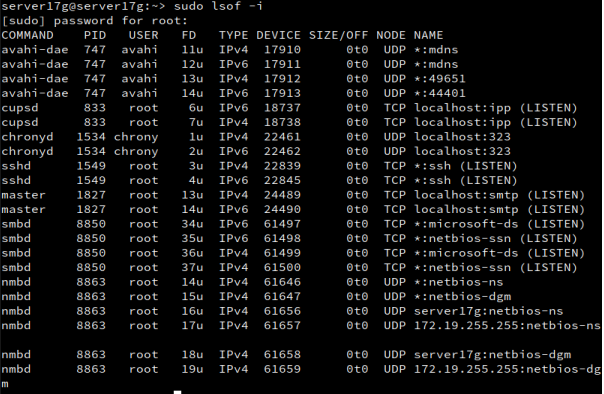 server17g@server17g:~> sudo lsof -i
[sudo] password for root:
COMMAND    PID   USER   FD   TYPE DEVICE SIZE/OFF NODE NAME
avahi-dae  747  avahi   11u  IPv4  17910      0t0  UDP *:mdns
avahi-dae  747  avahi   12u  IPv6  17911      0t0  UDP *:mdns
avahi-dae  747  avahi   13u  IPv4  17912      0t0  UDP *:49651
avahi-dae  747  avahi   14u  IPv6  17913      0t0  UDP *:44401
cupsd      833   root    6u  IPv6  18737      0t0  TCP localhost:ipp (LISTEN)
cupsd      833   root    7u  IPv4  18738      0t0  TCP localhost:ipp (LISTEN)
chronyd   1534 chrony    1u  IPv4  22461      0t0  UDP localhost:323
chronyd   1534 chrony    2u  IPv6  22462      0t0  UDP localhost:323
sshd      1549   root    3u  IPv4  22839      0t0  TCP *:ssh (LISTEN)
sshd      1549   root    4u  IPv6  22845      0t0  TCP *:ssh (LISTEN)
master    1827   root   13u  IPv4  24489      0t0  TCP localhost:smtp (LISTEN)
master    1827   root   14u  IPv6  24490      0t0  TCP localhost:smtp (LISTEN)
smbd      8850   root   34u  IPv6  61497      0t0  TCP *:microsoft-ds (LISTEN)
smbd      8850   root   35u  IPv6  61498      0t0  TCP *:netbios-ssn (LISTEN)
smbd      8850   root   36u  IPv4  61499      0t0  TCP *:microsoft-ds (LISTEN)
smbd      8850   root   37u  IPv4  61500      0t0  TCP *:netbios-ssn (LISTEN)
nmbd      8863   root   14u  IPv4  61646      0t0  UDP *:netbios-ns
nmbd      8863   root   15u  IPv4  61647      0t0  UDP *:netbios-dgm
nmbd      8863   root   16u  IPv4  61656      0t0  UDP server17g:netbios-ns
nmbd      8863   root   17u  IPv4  61657      0t0  UDP 172.19.255.255:netbios-ns
nmbd      8863   root   18u  IPv4  61658      0t0  UDP server17g:netbios-dgm
nmbd      8863   root   19u  IPv4  61659      0t0  UDP 172.19.255.255:netbios-dg
m